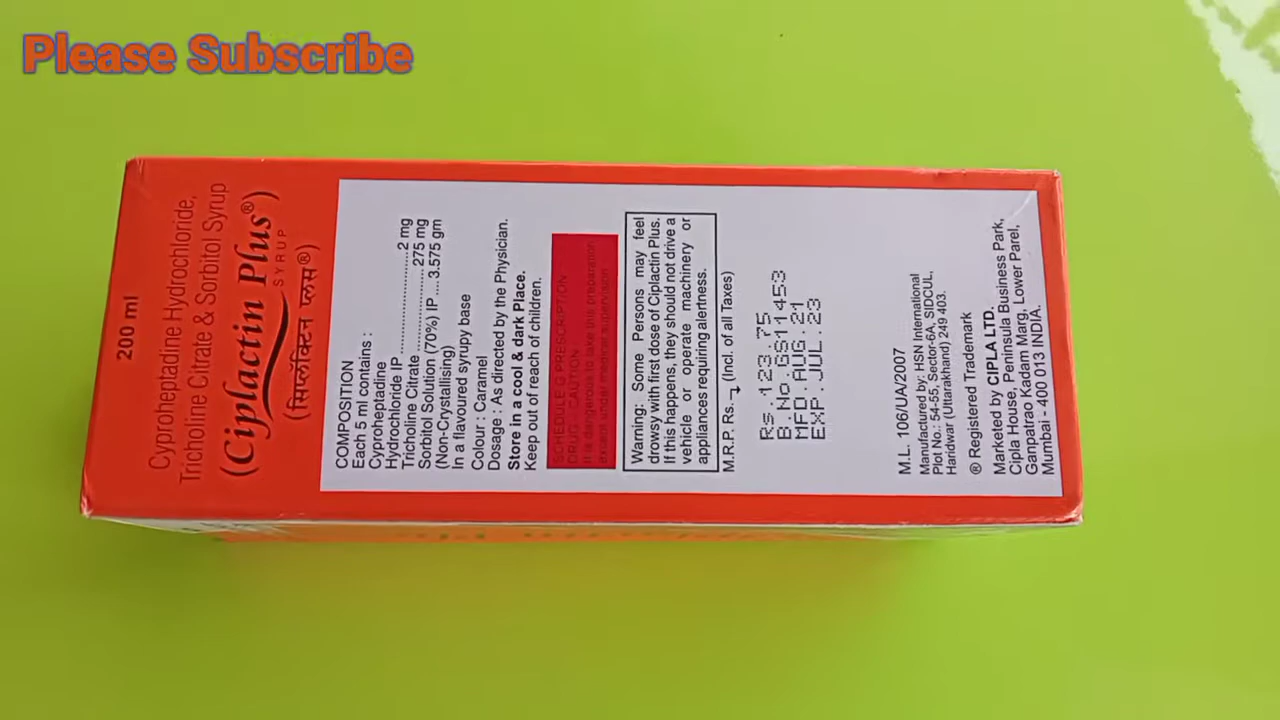 Please Subscribe
200 ml
Cyproheptadine Hydrochloride,
Tricholine Citrate & Sorbitol Syrup
(Ciplactin Plus®)
SYRUP
(सिप्लॅक्टिन प्लस®)
COMPOSITION
Each 5 ml contains :
Cyproheptadine
Hydrochloride IP ........................ 2 mg
Tricholine Citrate ................... 275 mg
Sorbitol Solution (70%) IP .... 3.575 gm
(Non-Crystallising)
In a flavoured syrupy base
Colour : Caramel
Dosage : As directed by the Physician.
Store in a cool & dark Place.
Keep out of reach of children.
SCHEDULE G PRESCRIPTION
DRUG - CAUTION
It is dangerous to take this preparation
except under medical supervision
Warning: Some Persons may feel
drowsy with first dose of Ciplactin Plus.
If this happens, they should not drive a
vehicle or operate machinery or
appliances requiring alertness.
M.R.P. Rs. (Incl. of all Taxes)
Rs.123.75
B.No.GS11453
MFD.AUG.21
EXP.JUL.23
M.L. 106/UA/2007
Manufactured by: HSN International
Plot No.: 54-55, Sector-6A, SIDCUL,
Haridwar (Uttarakhand) 249 403.
® Registered Trademark
Marketed by CIPLA LTD.
Cipla House, Peninsula Business Park,
Ganpatrao Kadam Marg, Lower Parel,
Mumbai - 400 013 INDIA.